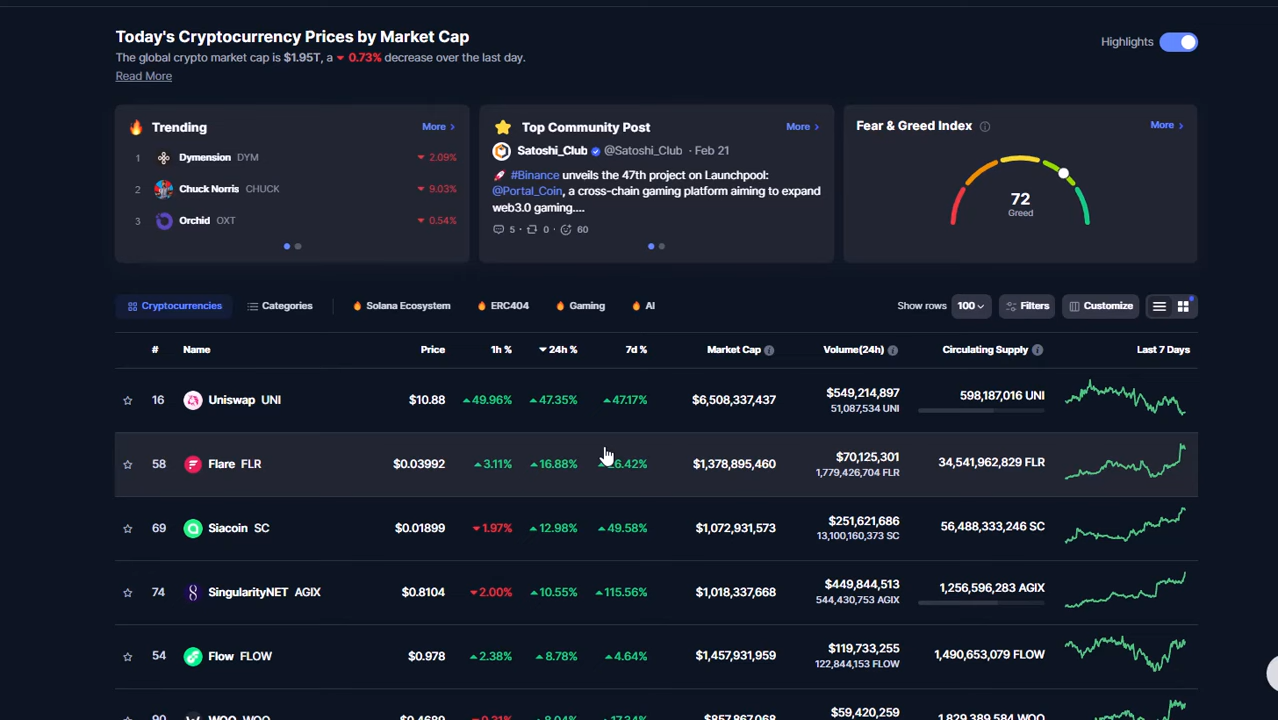 Today's Cryptocurrency Prices by Market Cap
The global crypto market cap is $1.95T, a 0.73% decrease over the last day.
Read More
Highlights
Trending
More
1 Dymension DYM 2.09%
2 Chuck Norris CHUCK 9.03%
3 Orchid OXT 0.54%
Top Community Post
More
Satoshi_Club @Satoshi_Club · Feb 21
#Binance unveils the 47th project on Launchpool:
@Portal_Coin, a cross-chain gaming platform aiming to expand
web3.0 gaming....
5 · 0 · 60
Fear & Greed Index
More
72
Greed
Cryptocurrencies Categories Solana Ecosystem ERC404 Gaming AI Show rows 100 Filters Customize
# Name Price 1h % 24h % 7d % Market Cap Volume(24h) Circulating Supply Last 7 Days
16 Uniswap UNI $10.88 49.96% 47.35% 47.17% $6,508,337,437 $549,214,897 598,187,016 UNI
51,087,534 UNI
58 Flare FLR $0.03992 3.11% 16.88% $1,378,895,460 $70,125,301 34,541,962,829 FLR
1,779,426,704 FLR
69 Siacoin SC $0.01899 1.97% 12.98% 49.58% $1,072,931,573 $251,621,686 56,488,333,246 SC
13,100,160,373 SC
74 SingularityNET AGIX $0.8104 2.00% 10.55% 115.56% $1,018,337,668 $449,844,513 1,256,596,283 AGIX
544,430,753 AGIX
54 Flow FLOW $0.978 2.38% 8.78% 4.64% $1,457,931,959 $119,733,255 1,490,653,079 FLOW
122,844,153 FLOW
$59,420,259